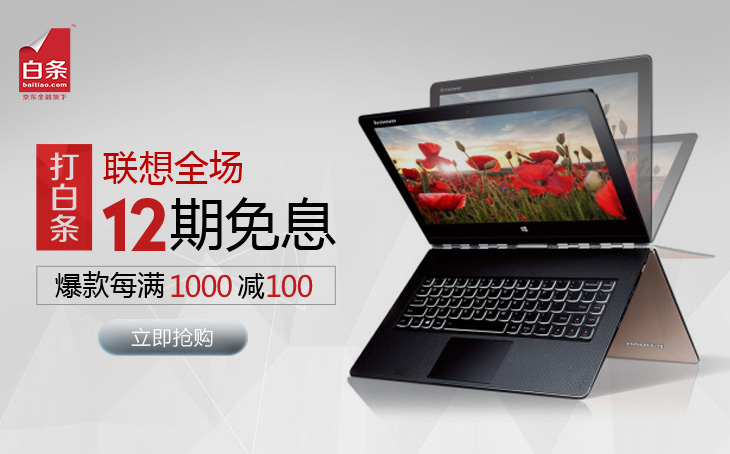 白条
baitiao.com
京东金融旗下
打白条
联想全场
12期免息
爆款每满1000减100
立即抢购
lenovo
lenovo
lenovo